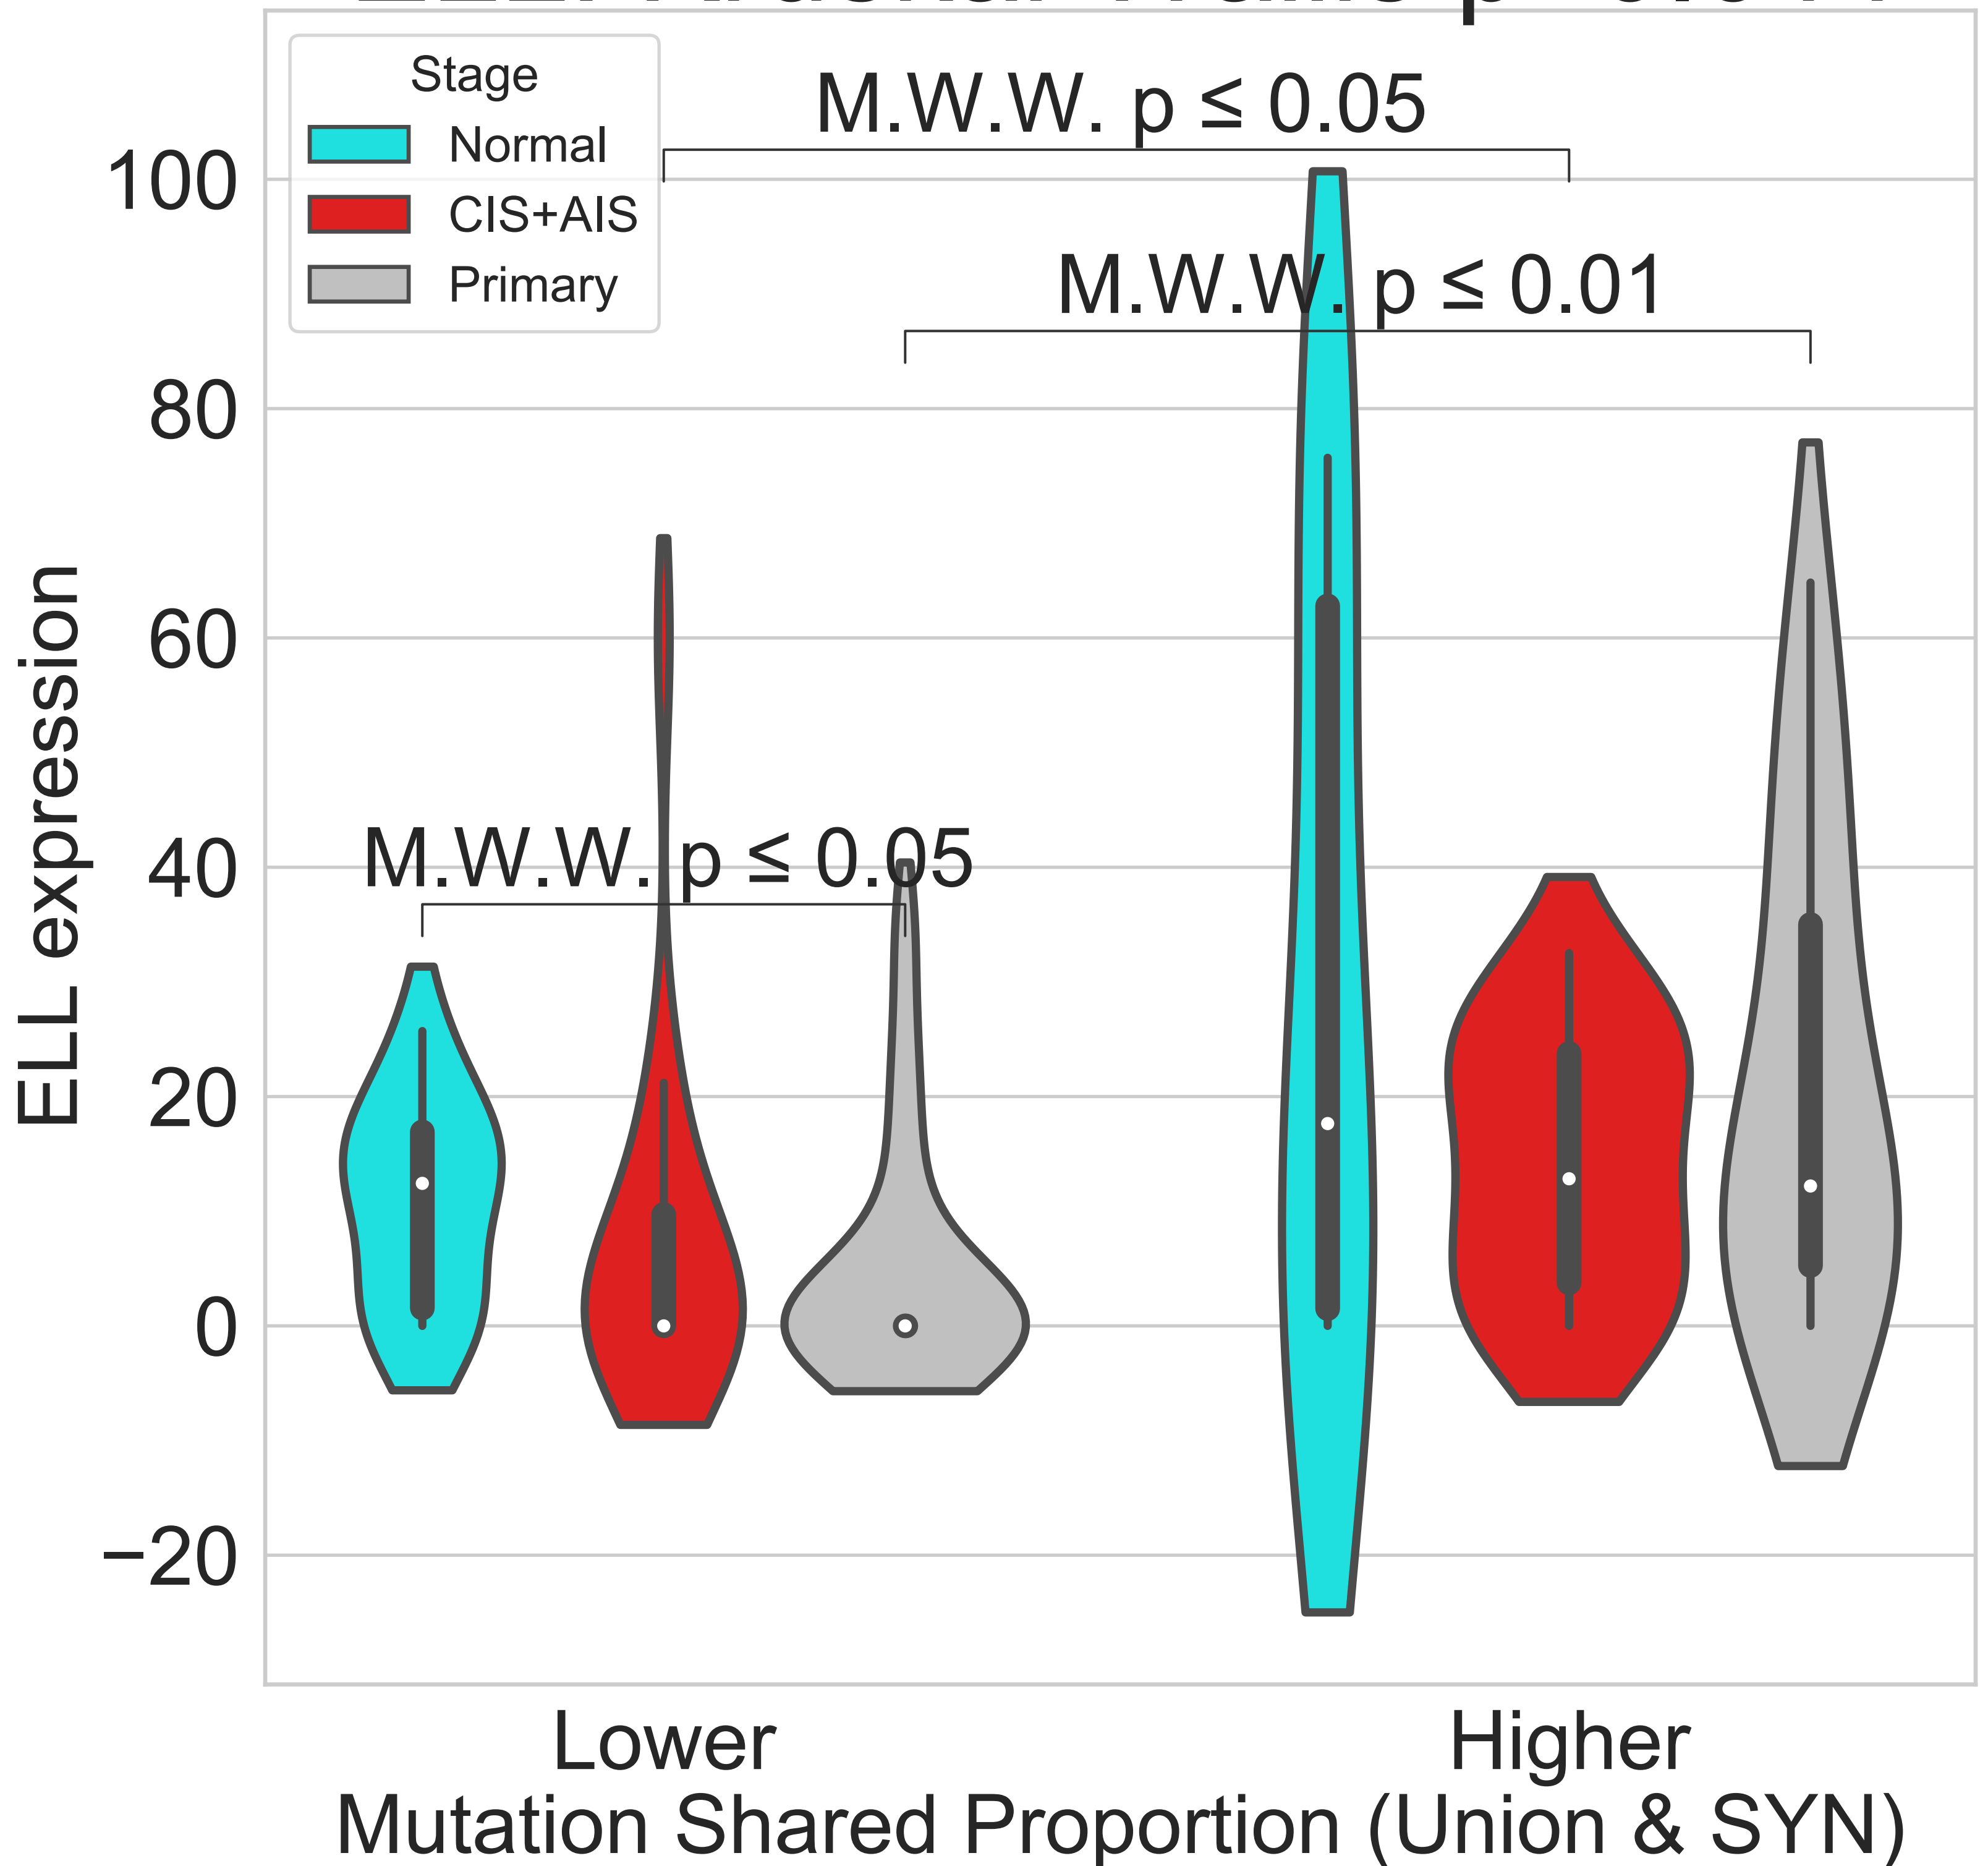 Stage
Normal
CIS+AIS
Primary
M.W.W. p ≤ 0.05
M.W.W. p ≤ 0.01
M.W.W. p ≤ 0.05
100
80
60
40
20
0
−20
ELL expression
Lower
Higher
Mutation Shared Proportion (Union & SYN)